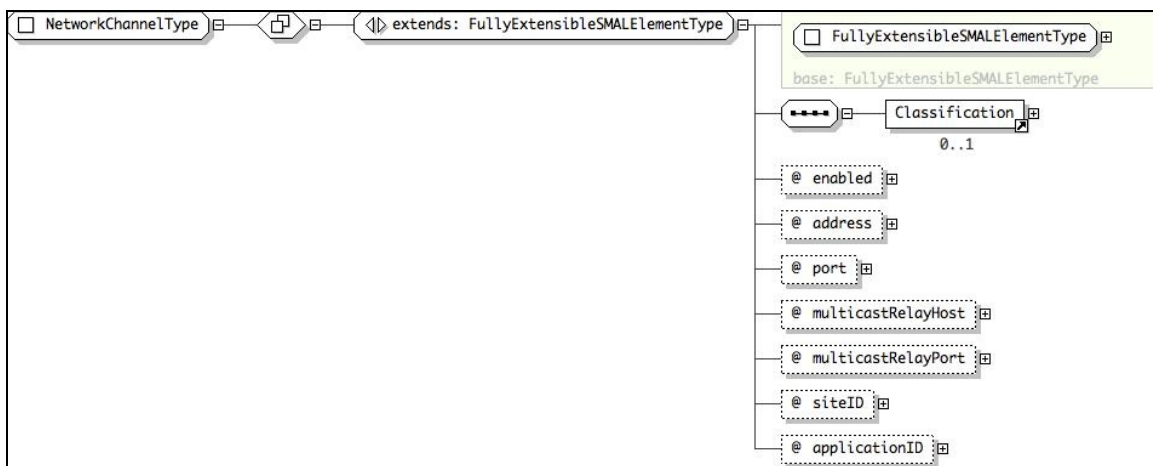 NetworkChannelType
extends: FullyExtensibleSMALElementType
FullyExtensibleSMALElementType
base: FullyExtensibleSMALElementType
Classification
0..1
@ enabled
@ address
@ port
@ multicastRelayHost
@ multicastRelayPort
@ siteID
@ applicationID